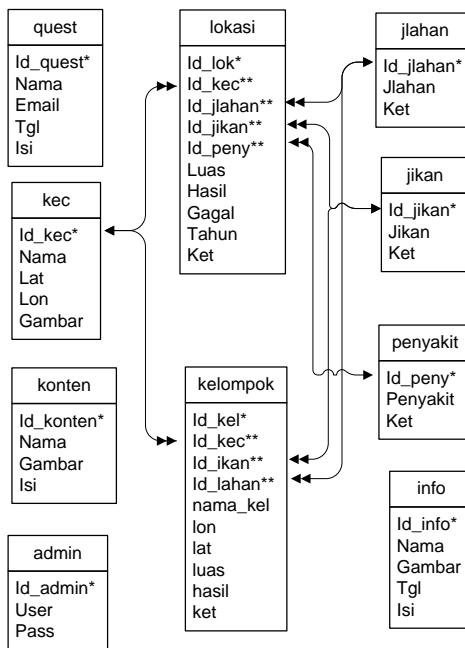 quest
Id_quest*
Nama
Email
Tgl
Isi
kec
Id_kec*
Nama
Lat
Lon
Gambar
konten
Id_konten*
Nama
Gambar
Isi
admin
Id_admin*
User
Pass
lokasi
Id_lok*
Id_kec**
Id_jlahan**
Id_jikan**
Id_peny**
Luas
Hasil
Gagal
Tahun
Ket
kelompok
Id_kel*
Id_kec**
Id_ikan**
Id_lahan**
nama_kel
lon
lat
luas
hasil
ket
jlahan
Id_jlahan*
Jlahan
Ket
jikan
Id_jikan*
Jikan
Ket
penyakit
Id_peny*
Penyakit
Ket
info
Id_info*
Nama
Gambar
Tgl
Isi